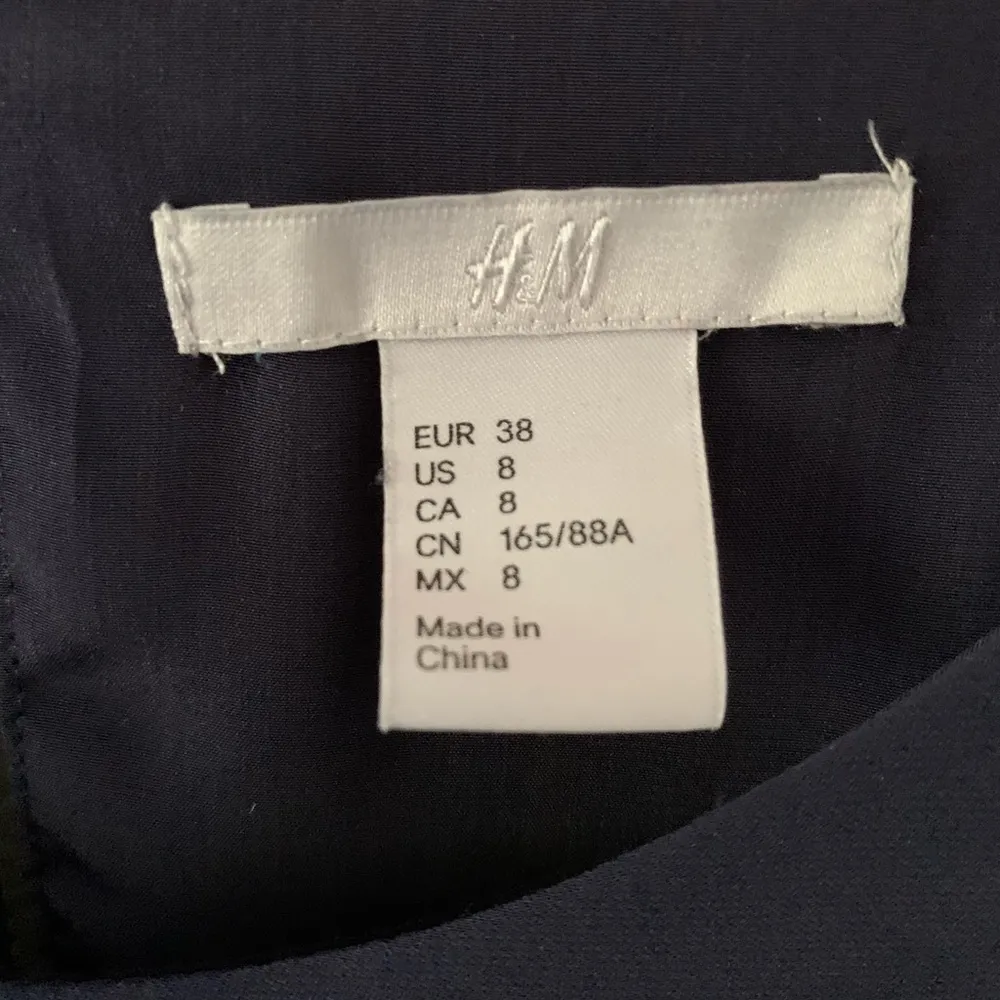 H&M
EUR 38
US 8
CA 8
CN 165/88A
MX 8
Made in
China